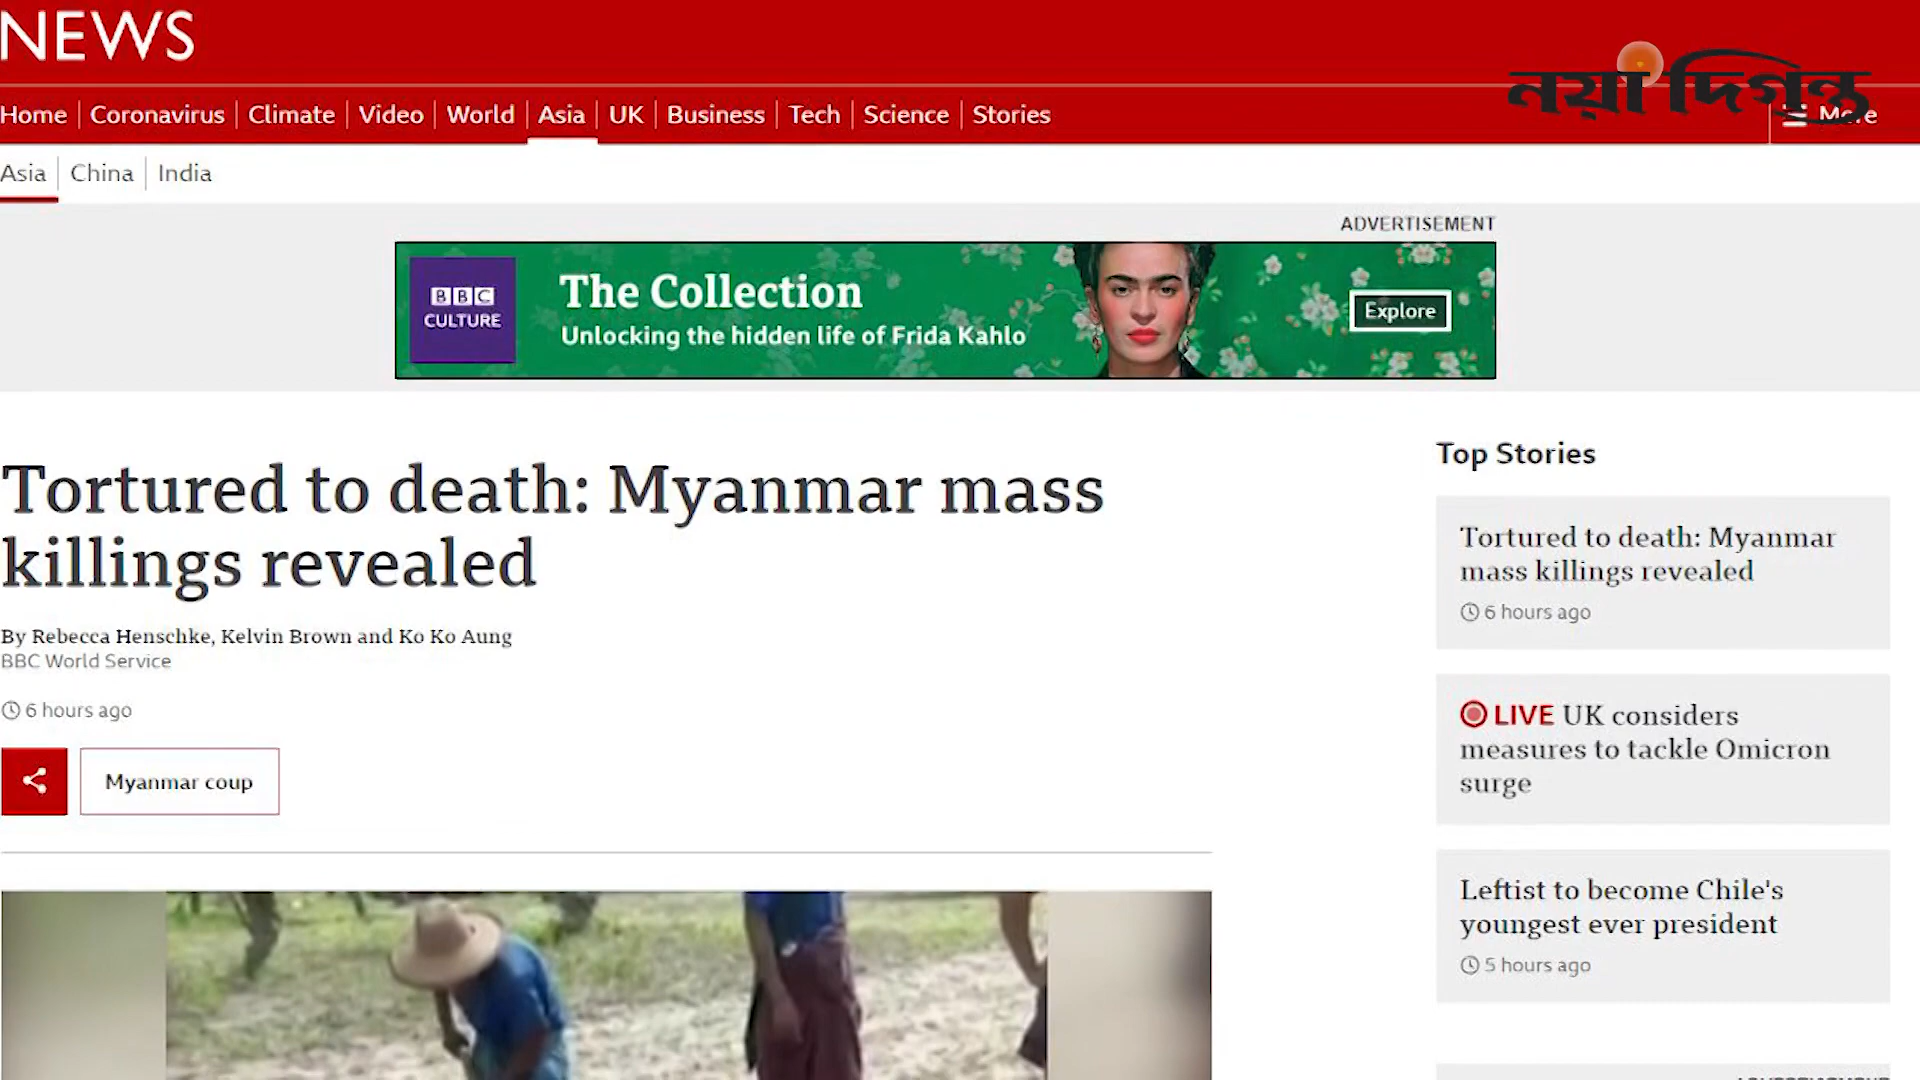 NEWS
নয়া দিগন্ত
Home
Coronavirus
Climate
Video
World
Asia
UK
Business
Tech
Science
Stories
More
Asia
China
India
ADVERTISEMENT
BBC
CULTURE
The Collection
Unlocking the hidden life of Frida Kahlo
Explore
Tortured to death: Myanmar mass
killings revealed
By Rebecca Henschke, Kelvin Brown and Ko Ko Aung
BBC World Service
6 hours ago
Myanmar coup
Top Stories
Tortured to death: Myanmar
mass killings revealed
6 hours ago
LIVE UK considers
measures to tackle Omicron
surge
Leftist to become Chile's
youngest ever president
5 hours ago